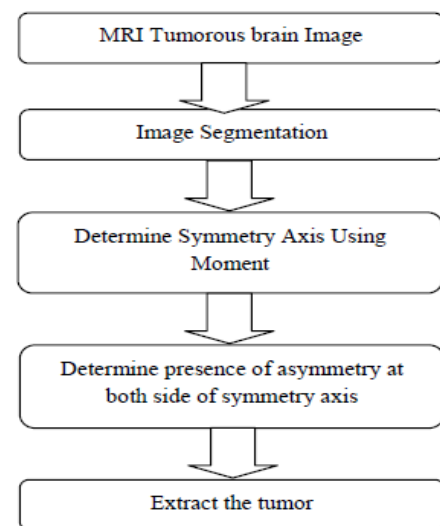 MRI Tumorous brain Image
Image Segmentation
Determine Symmetry Axis Using
Moment
Determine presence of asymmetry at
both side of symmetry axis
Extract the tumor